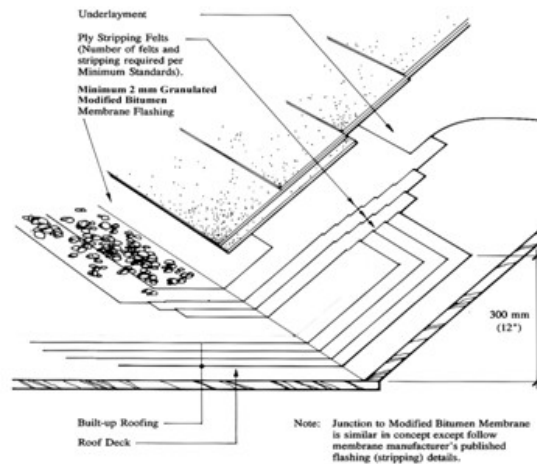 Underlayment
Ply Stripping Felts
(Number of felts and
stripping required per
Minimum Standards).
Minimum 2 mm Granulated
Modified Bitumen
Membrane Flashing
300 mm
(12")
Built-up Roofing
Roof Deck
Note: Junction to Modified Bitumen Membrane
is similar in concept except follow
membrane manufacturer's published
flashing (stripping) details.